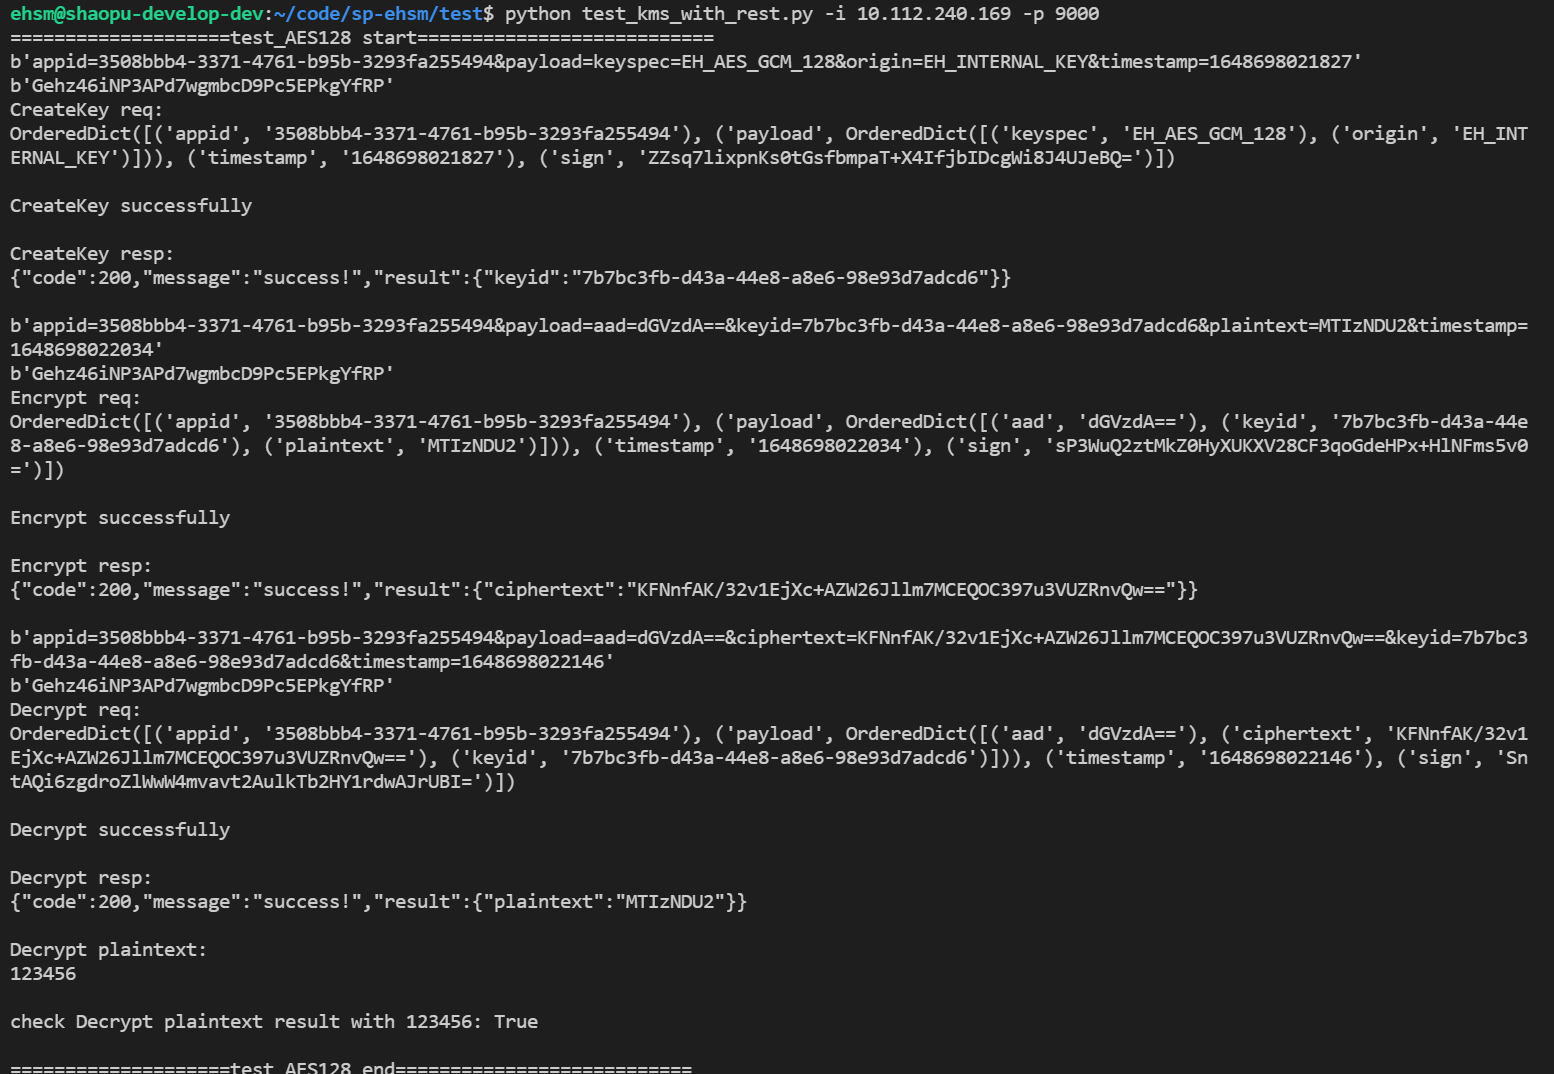 ehsm@shaopu-develop-dev:~/code/sp-ehsm/test$ python test_kms_with_rest.py -i 10.112.240.169 -p 9000
====================test_AES128 start===========================
b'appid=3508bbb4-3371-4761-b95b-3293fa255494&payload=keyspec=EH_AES_GCM_128&origin=EH_INTERNAL_KEY&timestamp=1648698021827'
b'Gehz46iNP3APd7wgmbcD9Pc5EPkgYfRP'
CreateKey req:
OrderedDict([('appid', '3508bbb4-3371-4761-b95b-3293fa255494'), ('payload', OrderedDict([('keyspec', 'EH_AES_GCM_128'), ('origin', 'EH_INT
ERNAL_KEY')])), ('timestamp', '1648698021827'), ('sign', 'ZZsq7lixpnKs0tGsfbmpaT+X4IfjbIDcgWi8J4UJeBQ=')])
CreateKey successfully
CreateKey resp:
{"code":200,"message":"success!","result":{"keyid":"7b7bc3fb-d43a-44e8-a8e6-98e93d7adcd6"}}
b'appid=3508bbb4-3371-4761-b95b-3293fa255494&payload=aad=dGVzdA==&keyid=7b7bc3fb-d43a-44e8-a8e6-98e93d7adcd6&plaintext=MTIzNDU2&timestamp=
1648698022034'
b'Gehz46iNP3APd7wgmbcD9Pc5EPkgYfRP'
Encrypt req:
OrderedDict([('appid', '3508bbb4-3371-4761-b95b-3293fa255494'), ('payload', OrderedDict([('aad', 'dGVzdA=='), ('keyid', '7b7bc3fb-d43a-44e
8-a8e6-98e93d7adcd6'), ('plaintext', 'MTIzNDU2')])), ('timestamp', '1648698022034'), ('sign', 'sP3WuQ2ztMkZ0HyXUKXV28CF3qoGdeHPx+HlNFms5v0
=')])
Encrypt successfully
Encrypt resp:
{"code":200,"message":"success!","result":{"ciphertext":"KFNnfAK/32v1EjXc+AZW26Jllm7MCEQOC397u3VUZRnvQw=="}}
b'appid=3508bbb4-3371-4761-b95b-3293fa255494&payload=aad=dGVzdA==&ciphertext=KFNnfAK/32v1EjXc+AZW26Jllm7MCEQOC397u3VUZRnvQw==&keyid=7b7bc3
fb-d43a-44e8-a8e6-98e93d7adcd6&timestamp=1648698022146'
b'Gehz46iNP3APd7wgmbcD9Pc5EPkgYfRP'
Decrypt req:
OrderedDict([('appid', '3508bbb4-3371-4761-b95b-3293fa255494'), ('payload', OrderedDict([('aad', 'dGVzdA=='), ('ciphertext', 'KFNnfAK/32v1
EjXc+AZW26Jllm7MCEQOC397u3VUZRnvQw=='), ('keyid', '7b7bc3fb-d43a-44e8-a8e6-98e93d7adcd6')])), ('timestamp', '1648698022146'), ('sign', 'Sn
tAQi6zgdroZlWwW4mvavt2AulkTb2HY1rdwAJrUBI=')])
Decrypt successfully
Decrypt resp:
{"code":200,"message":"success!","result":{"plaintext":"MTIzNDU2"}}
Decrypt plaintext:
123456
check Decrypt plaintext result with 123456: True
====================test_AES128 end===========================